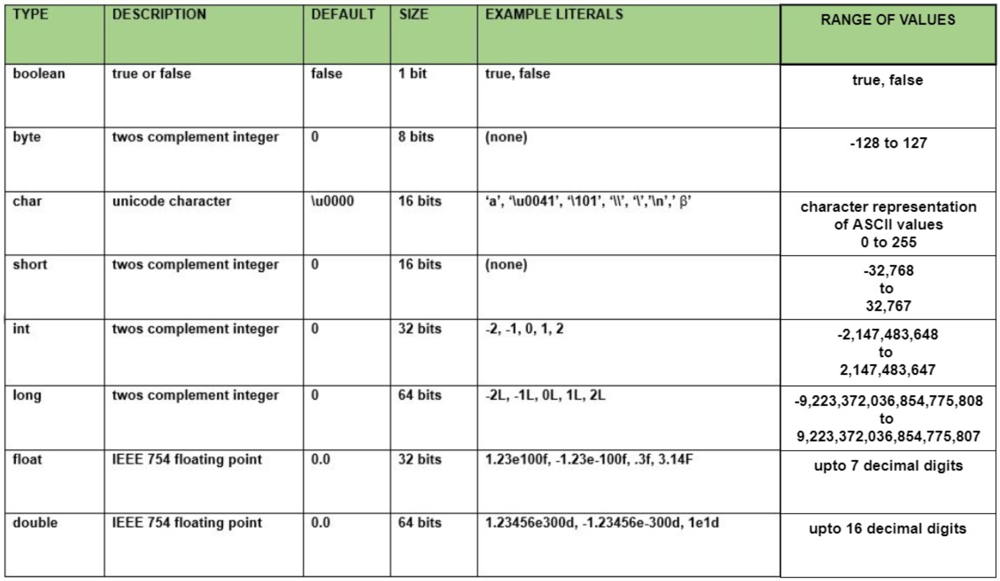 TYPE DESCRIPTION DEFAULT SIZE EXAMPLE LITERALS RANGE OF VALUES
boolean true or false false 1 bit true, false true, false
byte twos complement integer 0 8 bits (none) -128 to 127
char unicode character \u0000 16 bits ‘a’, ‘\u0041’, ‘\101’, ‘\\’, ‘\’,’\n’,’ β’ character representation
of ASCII values
0 to 255
short twos complement integer 0 16 bits (none) -32,768
to
32,767
int twos complement integer 0 32 bits -2, -1, 0, 1, 2 -2,147,483,648
to
2,147,483,647
long twos complement integer 0 64 bits -2L, -1L, 0L, 1L, 2L -9,223,372,036,854,775,808
to
9,223,372,036,854,775,807
float IEEE 754 floating point 0.0 32 bits 1.23e100f, -1.23e-100f, .3f, 3.14F upto 7 decimal digits
double IEEE 754 floating point 0.0 64 bits 1.23456e300d, -1.23456e-300d, 1e1d upto 16 decimal digits